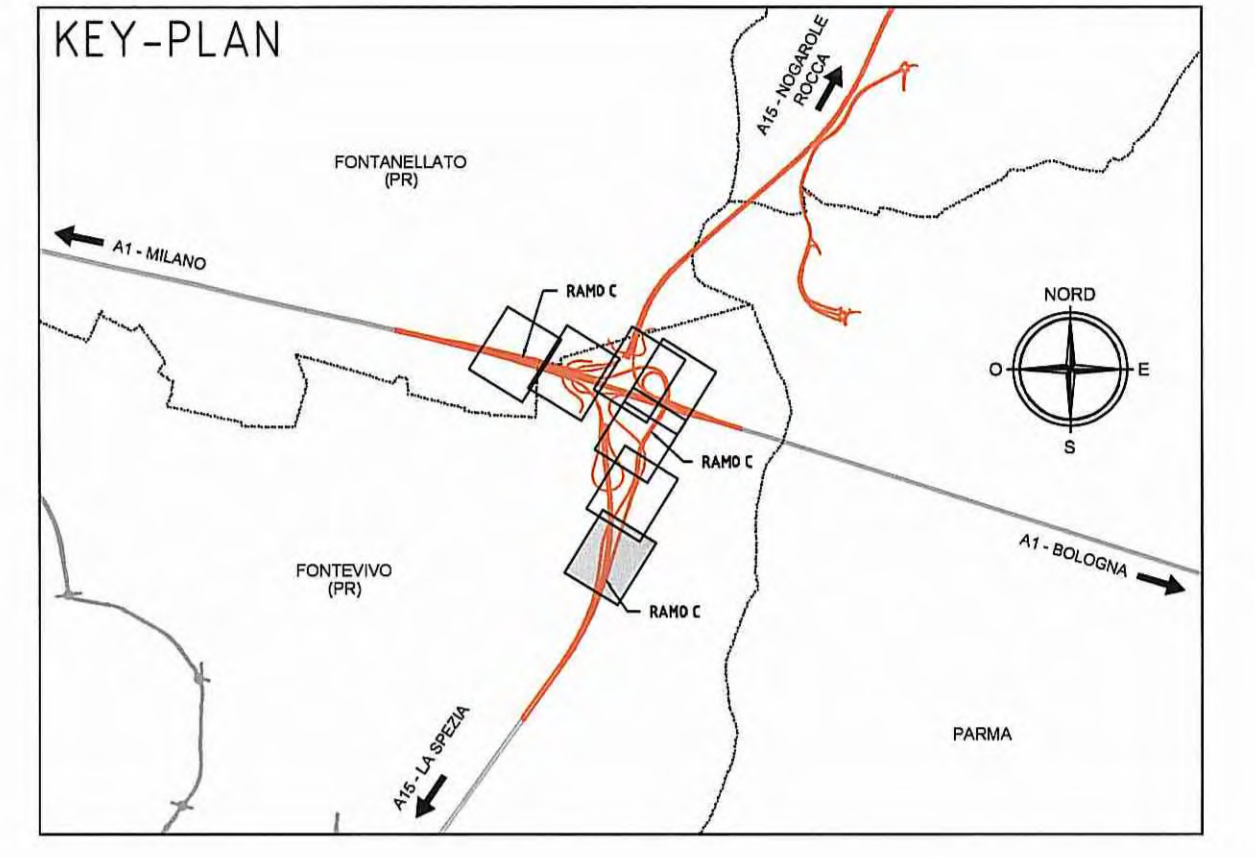 KEY-PLAN
A15 - NOGAROLE
ROCCA
FONTANELLATO
(PR)
A1 - MILANO
RAMO C
NORD
O
E
S
RAMO C
A1 - BOLOGNA
FONTEVIVO
(PR)
RAMO C
A15 - LA SPEZIA
PARMA